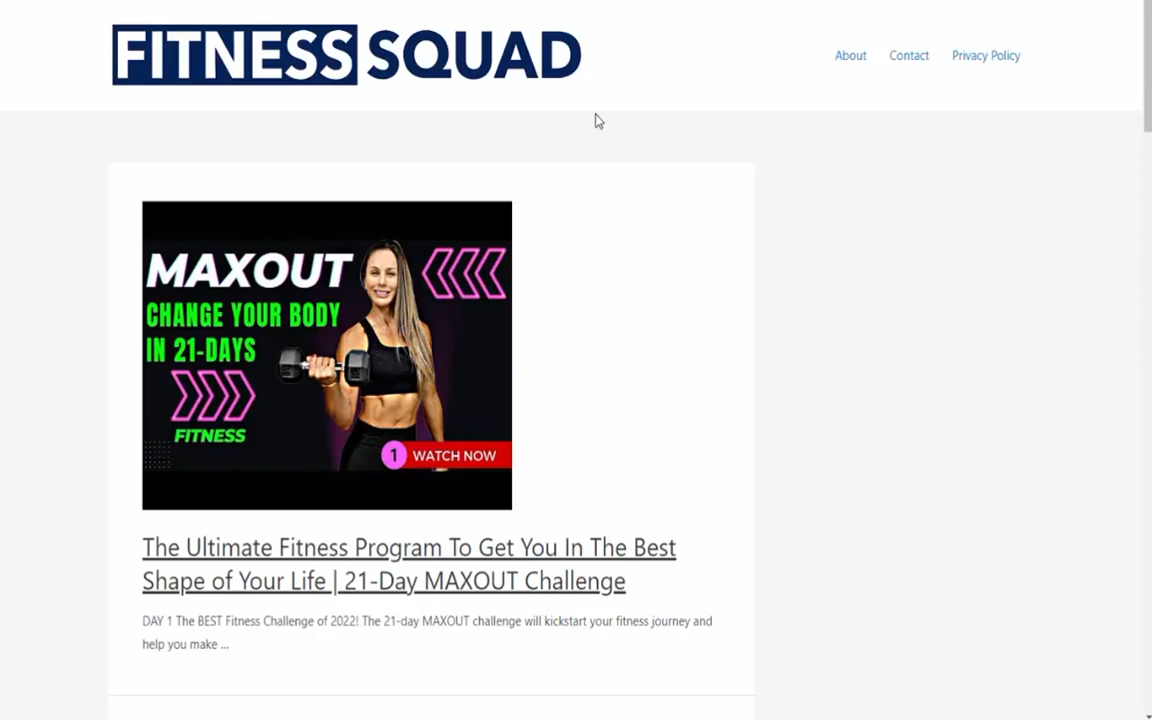 FITNESS SQUAD
About Contact Privacy Policy
MAXOUT
CHANGE YOUR BODY
IN 21-DAYS
FITNESS
1 WATCH NOW
The Ultimate Fitness Program To Get You In The Best
Shape of Your Life | 21-Day MAXOUT Challenge
DAY 1 The BEST Fitness Challenge of 2022! The 21-day MAXOUT challenge will kickstart your fitness journey and
help you make ...